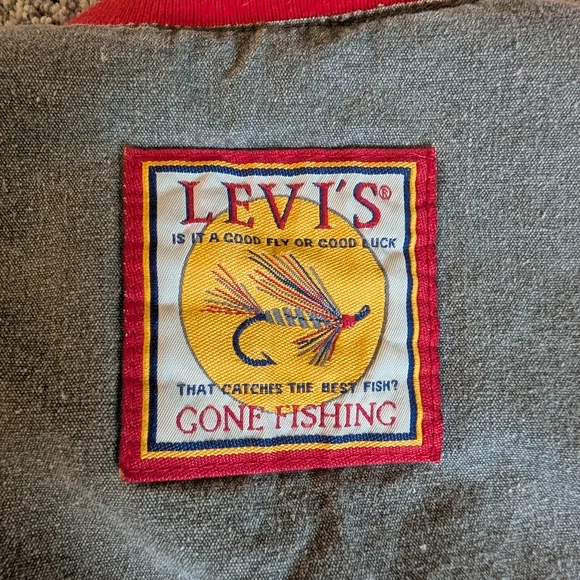 LEVI'S®
IS IT A GOOD FLY OR GOOD LUCK
THAT CATCHES THE BEST FISH?
GONE FISHING